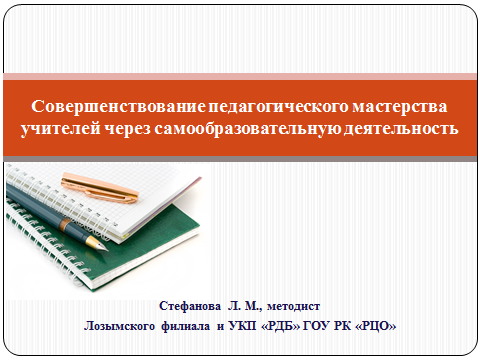 Совершенствование педагогического мастерства
учителей через самообразовательную деятельность
Стефанова Л. М., методист
Лозымского филиала и УКП «РДБ» ГОУ РК «РЦО»